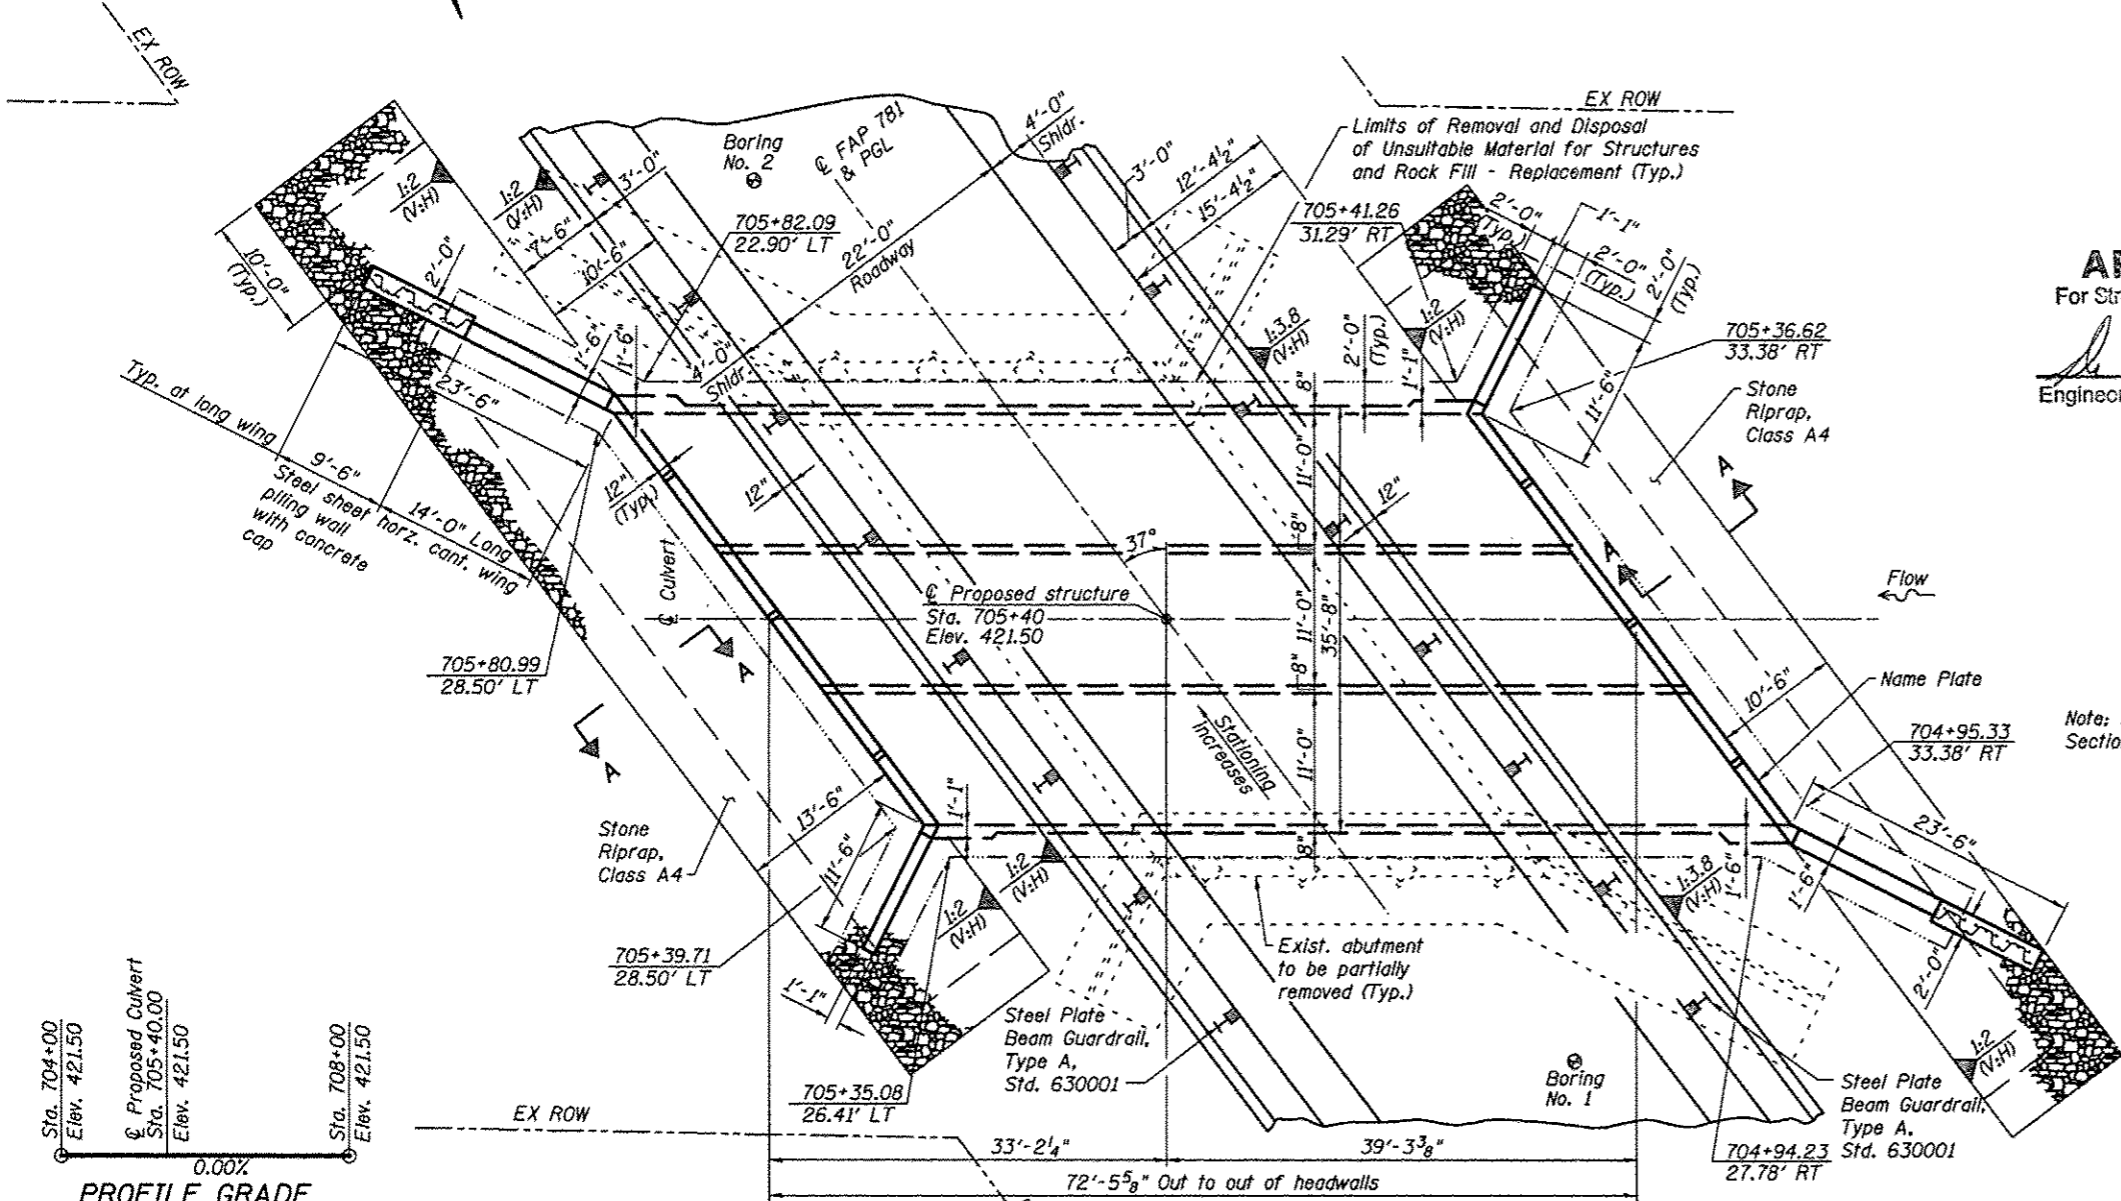 EX ROW
EX ROW
Limits of Removal and Disposal
of Unsuitable Material for Structures
and Rock Fill - Replacement (Typ.)
Boring
No. 2
℄ FAP 781
& PGL
4'-0"
Shldr.
3'-0"
12'-4½"
15'-4½"
1:2
(V:H)
1:2
(V:H)
3'-0"
7'-6"
10'-6"
705+82.09
22.90' LT
22'-0"
Roadway
705+41.26
31.29' RT
2'-0"
(Typ.)
1'-1"
2'-0"
(Typ.)
2'-0"
(Typ.)
For Str
Engineer
10'-0"
(Typ.)
2'-0"
1'-6"
1'-6"
4'-0"
Shldr.
1:3.8
(V:H)
2'-0"
(Typ.)
1'-1"
1:2
(V:H)
705+36.62
33.38' RT
11'-6"
Stone
Riprap,
Class A4
Typ. at long wing
9'-6"
Steel sheet
piling wall
with concrete
cap
14'-0" Long
horz. cant. wing
23'-6"
12"
(Typ.)
12"
12"
8"
11'-0"
8"
11'-0"
35'-8"
8"
11'-0"
8"
37°
℄ Culvert
℄ Proposed structure
Sta. 705+40
Elev. 421.50
A
A
Flow
705+80.99
28.50' LT
A
A
Stationing
Increases
10'-6"
Name Plate
704+95.33
33.38' RT
Note:
Sectio
Stone
Riprap,
Class A4
13'-6"
11'-6"
1'-1"
1:2
(V:H)
1:2
(V:H)
1:3.8
(V:H)
1'-6"
1'-6"
23'-6"
2'-0"
1:2
(V:H)
705+39.71
28.50' LT
1'-1"
Exist. abutment
to be partially
removed (Typ.)
Steel Plate
Beam Guardrail,
Type A,
Std. 630001
705+35.08
26.41' LT
Boring
No. 1
Steel Plate
Beam Guardrail,
Type A,
Std. 630001
704+94.23
27.78' RT
EX ROW
33'-2¼"
39'-3⅜"
72'-5⅝" Out to out of headwalls
Sta. 704+00
Elev. 421.50
℄ Proposed Culvert
Sta. 705+40.00
Elev. 421.50
Sta. 708+00
Elev. 421.50
0.00%
PROFILE GRADE